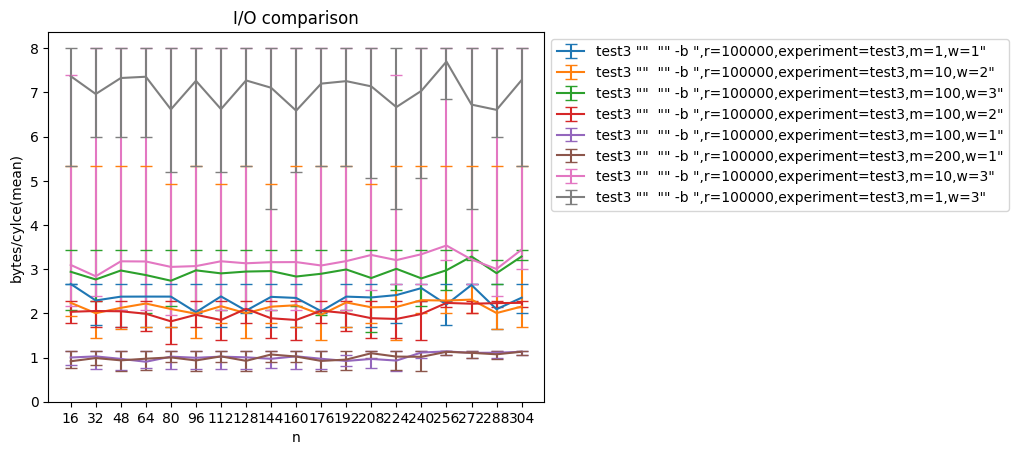 I/O comparison
bytes/cylce(mean)
8
7
6
5
4
3
2
1
0
16 32 48 64 80 96 112 128 144 160 176 192 208 224 240 256 272 288 304
n
test3 ""  "" -b ",r=100000,experiment=test3,m=1,w=1"
test3 ""  "" -b ",r=100000,experiment=test3,m=10,w=2"
test3 ""  "" -b ",r=100000,experiment=test3,m=100,w=3"
test3 ""  "" -b ",r=100000,experiment=test3,m=100,w=2"
test3 ""  "" -b ",r=100000,experiment=test3,m=100,w=1"
test3 ""  "" -b ",r=100000,experiment=test3,m=200,w=1"
test3 ""  "" -b ",r=100000,experiment=test3,m=10,w=3"
test3 ""  "" -b ",r=100000,experiment=test3,m=1,w=3"